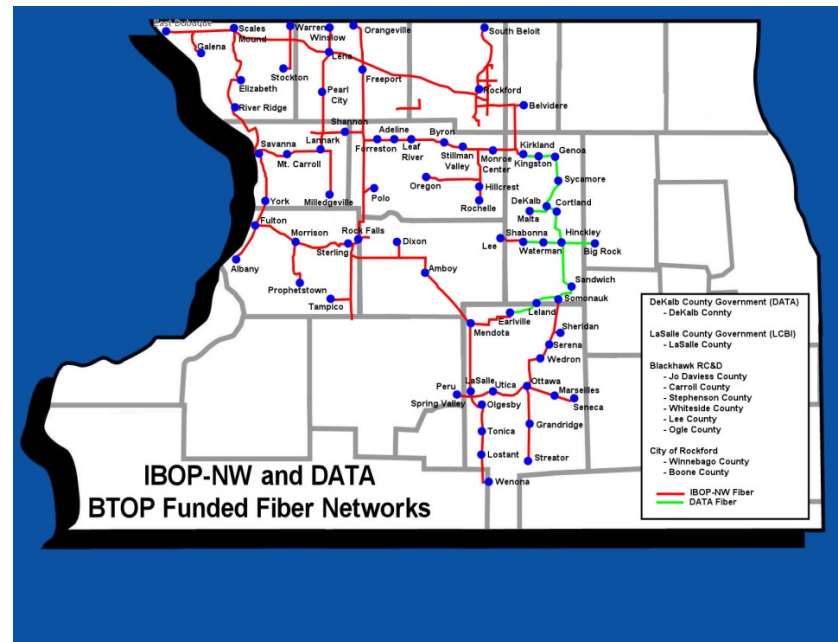 East Dubuque
Scales
Mound
Galena
Warren
Winslow
Orangeville
Lena
Stockton
Freeport
South Beloit
Elizabeth
Pearl
City
Rockford
Belvidere
River Ridge
Shannon
Savanna
Mt. Carroll
Lannark
Forreston
Adeline
Leaf
River
Byron
Stillman
Valley
Monroe
Center
Kirkland
Kingston
Genoa
Sycamore
Oregon
Hillcrest
Rochelle
Milledgeville
Polo
DeKalb
Malta
Cortland
York
Fulton
Morrison
Rock Falls
Sterling
Dixon
Lee
Shabonna
Waterman
Hinckley
Big Rock
Albany
Amboy
Prophetstown
Tampico
Sandwich
Somonauk
Leland
Earlville
Mendota
Sheridan
Serena
Wedron
Peru
Spring Valley
LaSalle
Utica
Ottawa
Marseilles
Seneca
Olgesby
Grandridge
Tonica
Lostant
Streator
Wenona
DeKalb County Government (DATA)
- DeKalb Connty
LaSalle County Government (LCBI)
- LaSalle County
Blackhawk RC&D
- Jo Daviess County
- Carroll County
- Stephenson County
- Whiteside County
- Lee County
- Ogle County
City of Rockford
- Winnebago County
- Boone County
IBOP-NW Fiber
DATA Fiber
IBOP-NW and DATA
BTOP Funded Fiber Networks